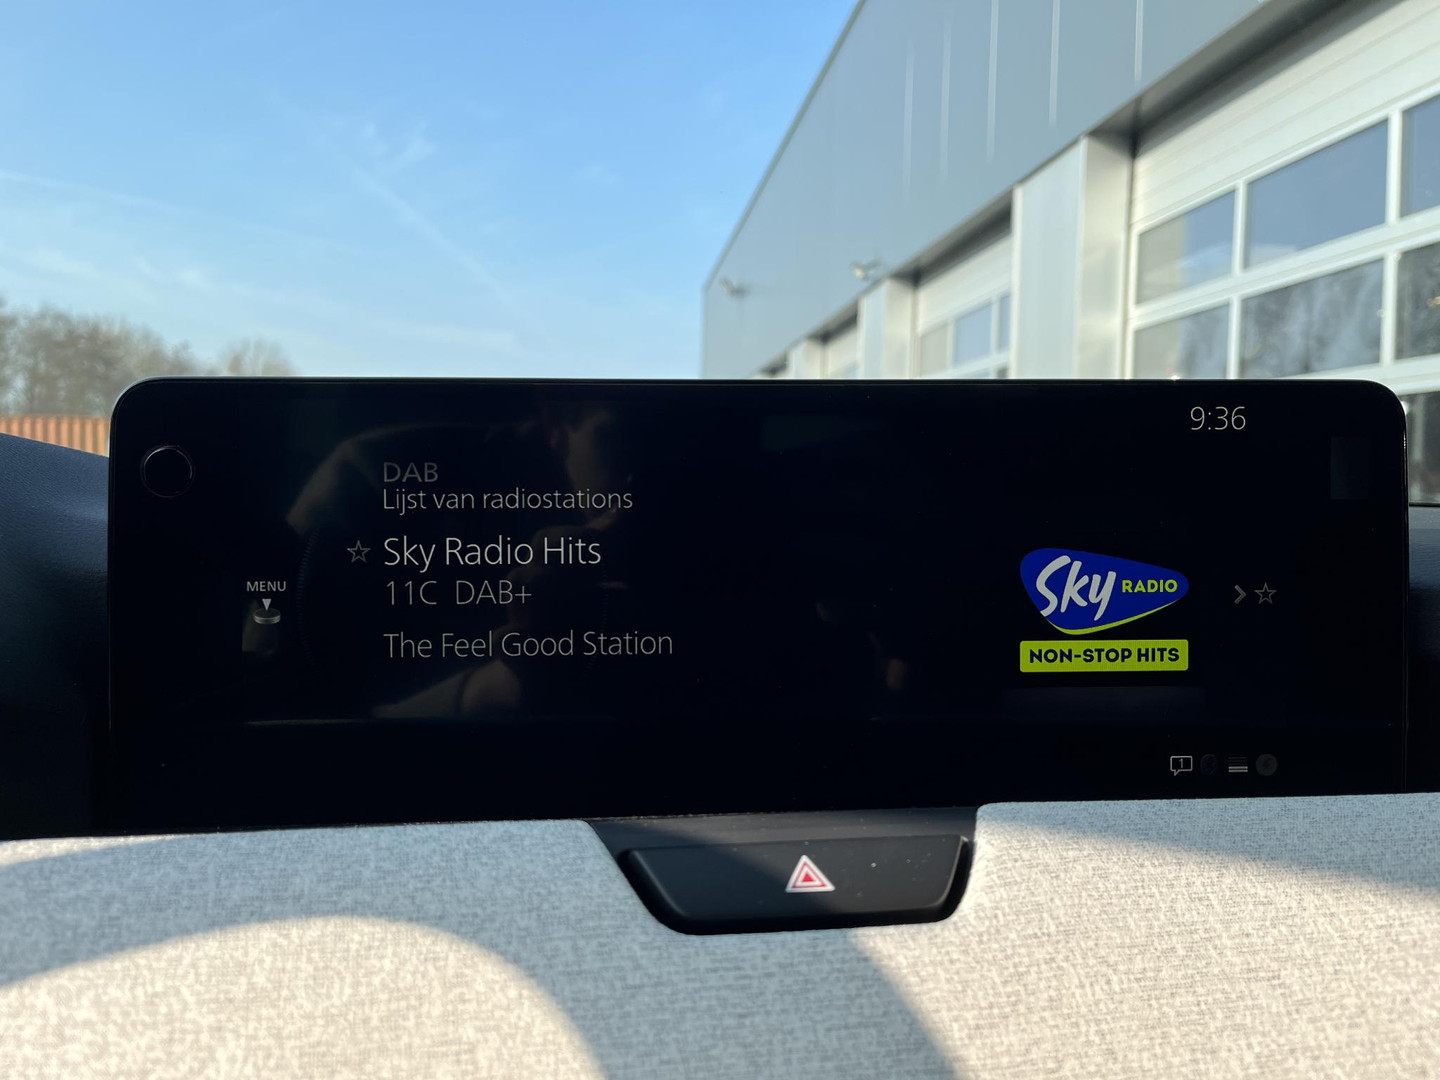 9:36
DAB
Lijst van radiostations
Sky Radio Hits
11C DAB+
The Feel Good Station
MENU
Sky RADIO
NON-STOP HITS
1